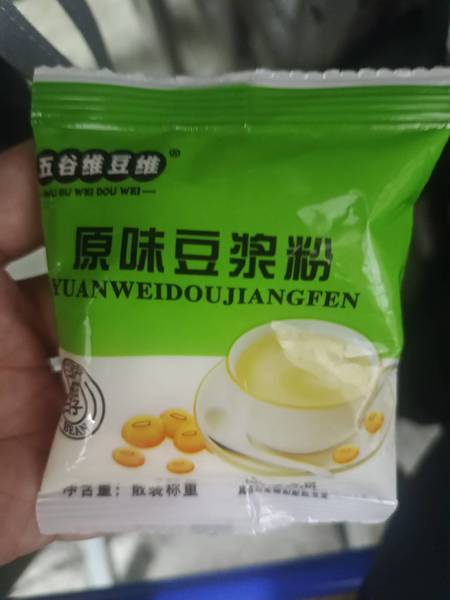 五谷维豆维®
WU GU WEI DOU WEI
原味豆浆粉
YUANWEIDOUJIANGFEN
BEAN
净含量：散装称重